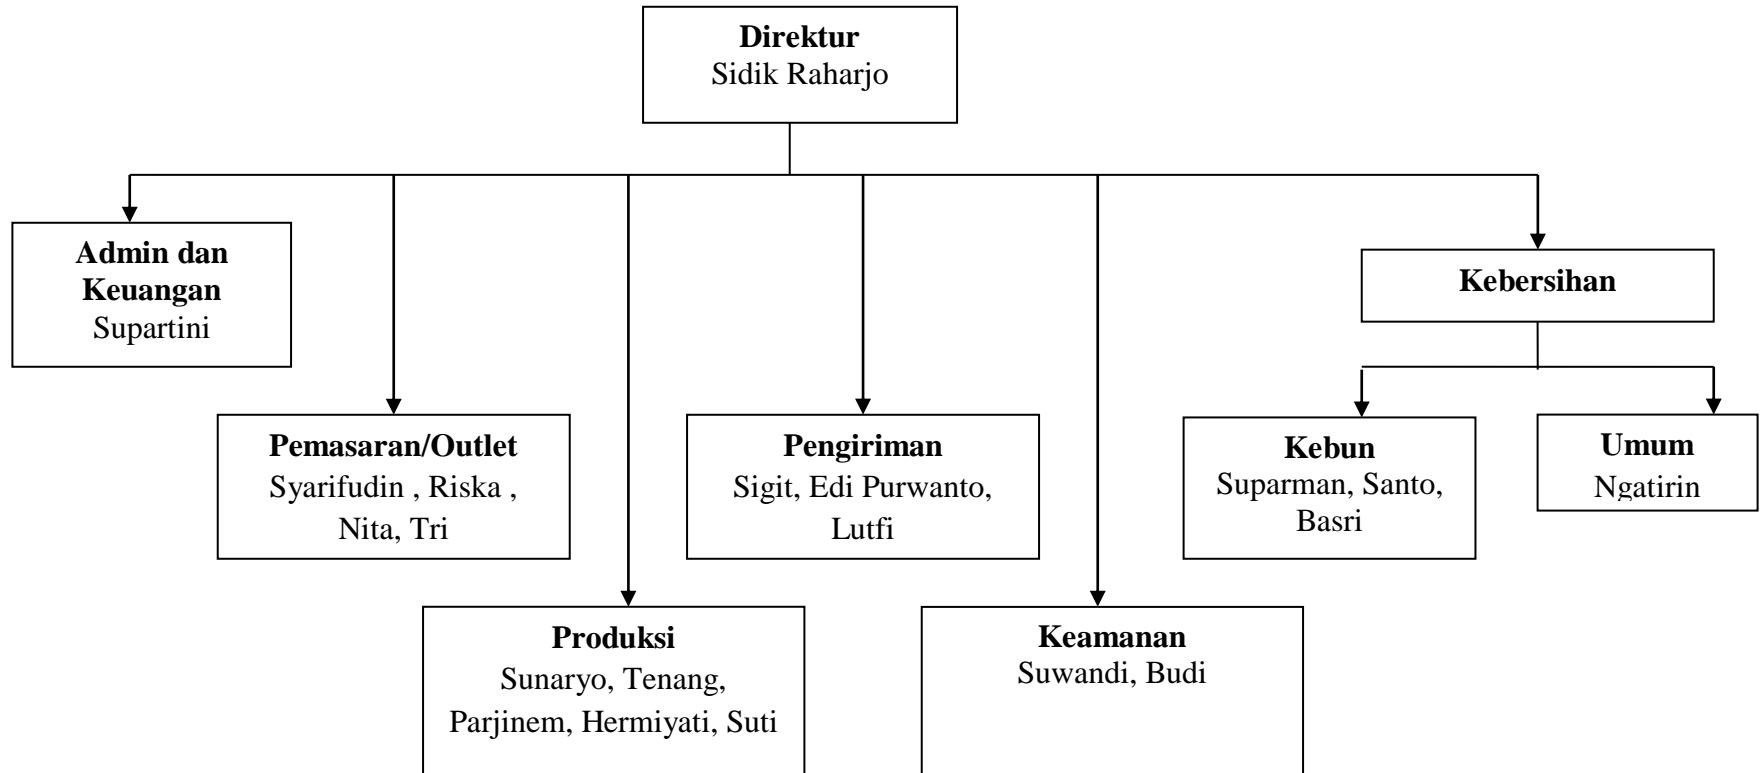 Direktur
Sidik Raharjo
Admin dan
Keuangan
Supartini
Kebersihan
Pemasaran/Outlet
Syarifudin , Riska ,
Nita, Tri
Pengiriman
Sigit, Edi Purwanto,
Lutfi
Kebun
Suparman, Santo,
Basri
Umum
Ngatirin
Produksi
Sunaryo, Tenang,
Parjinem, Hermiyati, Suti
Keamanan
Suwandi, Budi